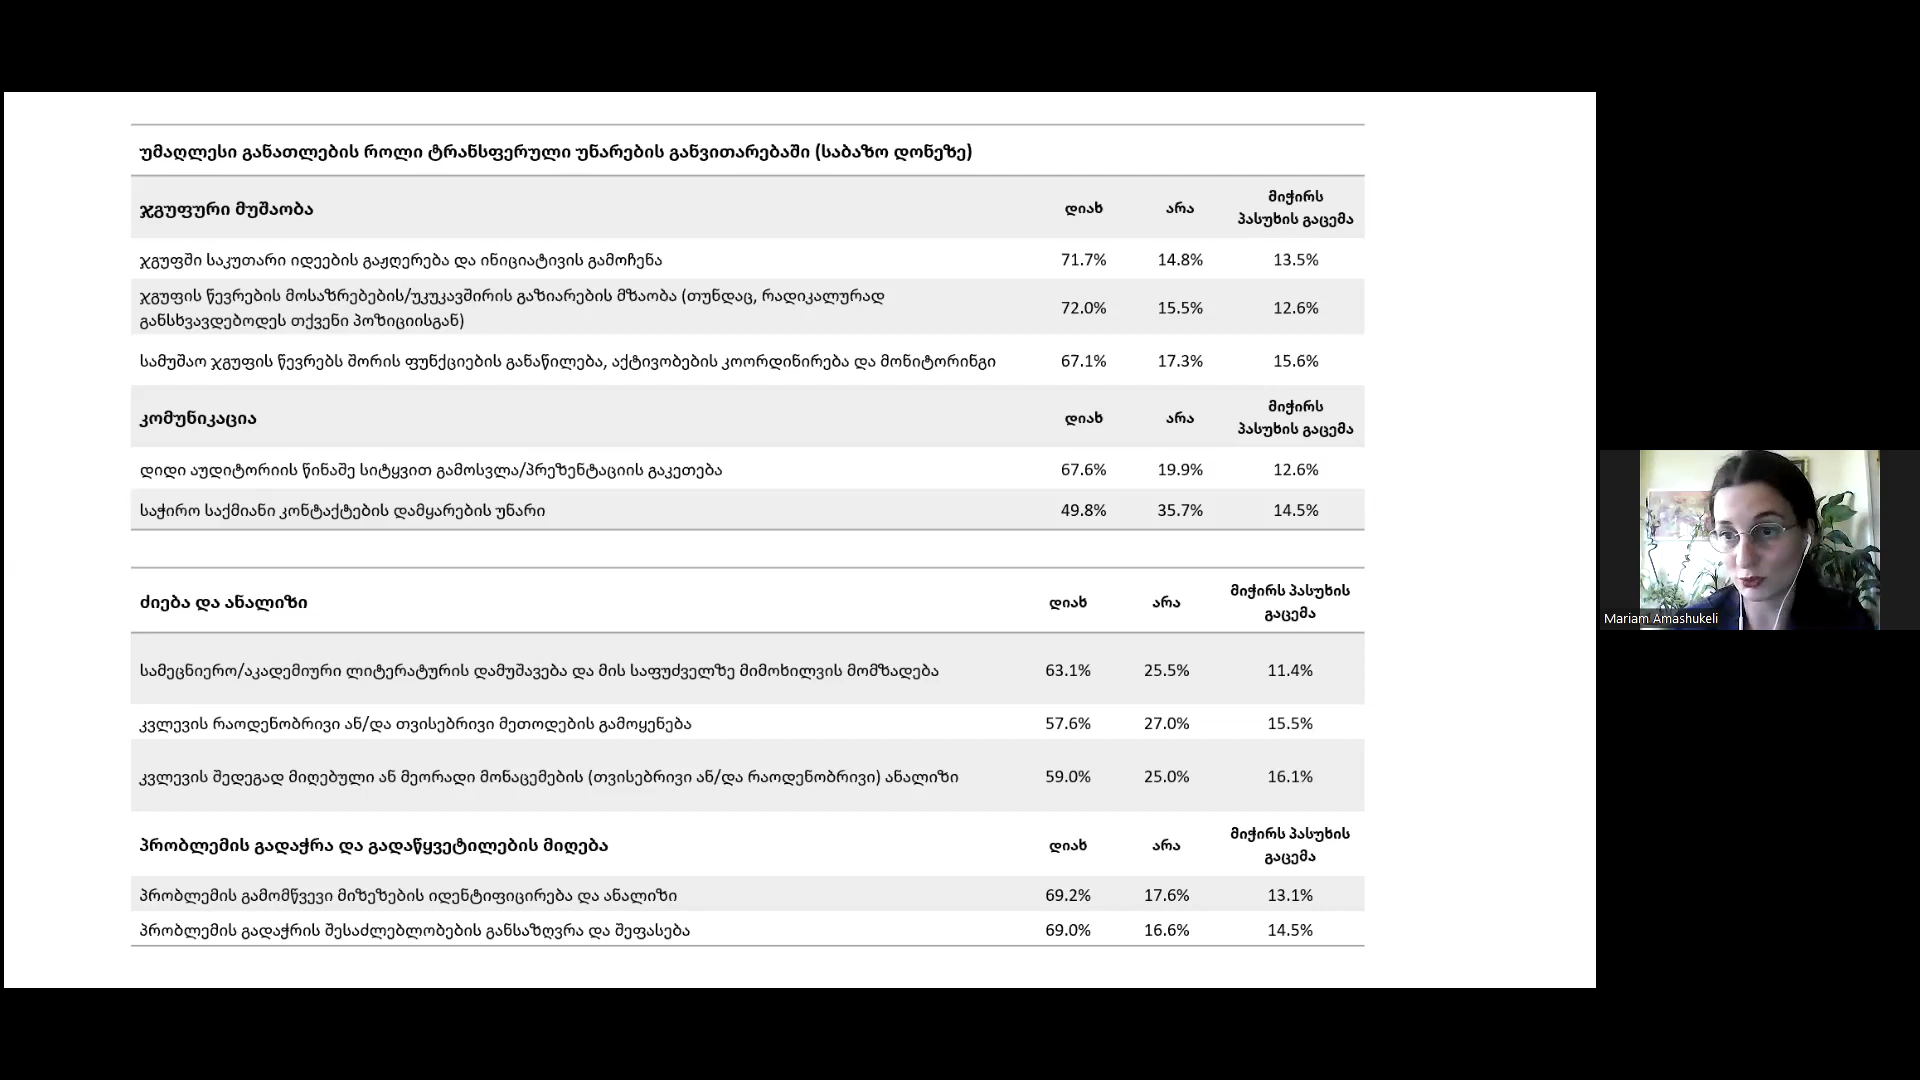 უმაღლესი განათლების როლი ტრანსფერული უნარების განვითარებაში (საბაზო დონეზე)
ჯგუფური მუშაობა დიახ არა მიჭირს პასუხის გაცემა
ჯგუფში საკუთარი იდეების გაჟღერება და ინიციატივის გამოჩენა 71.7% 14.8% 13.5%
ჯგუფის წევრების მოსაზრებების/უკუკავშირის გაზიარების მზაობა (თუნდაც, რადიკალურად
განსხვავდებოდეს თქვენი პოზიციისგან) 72.0% 15.5% 12.6%
სამუშაო ჯგუფის წევრებს შორის ფუნქციების განაწილება, აქტივობების კოორდინირება და მონიტორინგი 67.1% 17.3% 15.6%
კომუნიკაცია დიახ არა მიჭირს პასუხის გაცემა
დიდი აუდიტორიის წინაშე სიტყვით გამოსვლა/პრეზენტაციის გაკეთება 67.6% 19.9% 12.6%
საჭირო საქმიანი კონტაქტების დამყარების უნარი 49.8% 35.7% 14.5%
ძიება და ანალიზი დიახ არა მიჭირს პასუხის გაცემა
სამეცნიერო/აკადემიური ლიტერატურის დამუშავება და მის საფუძველზე მიმოხილვის მომზადება 63.1% 25.5% 11.4%
კვლევის რაოდენობრივი ან/და თვისებრივი მეთოდების გამოყენება 57.6% 27.0% 15.5%
კვლევის შედეგად მიღებული ან მეორადი მონაცემების (თვისებრივი ან/და რაოდენობრივი) ანალიზი 59.0% 25.0% 16.1%
პრობლემის გადაჭრა და გადაწყვეტილების მიღება დიახ არა მიჭირს პასუხის გაცემა
პრობლემის გამომწვევი მიზეზების იდენტიფიცირება და ანალიზი 69.2% 17.6% 13.1%
პრობლემის გადაჭრის შესაძლებლობების განსაზღვრა და შეფასება 69.0% 16.6% 14.5%
Mariam Amashukeli